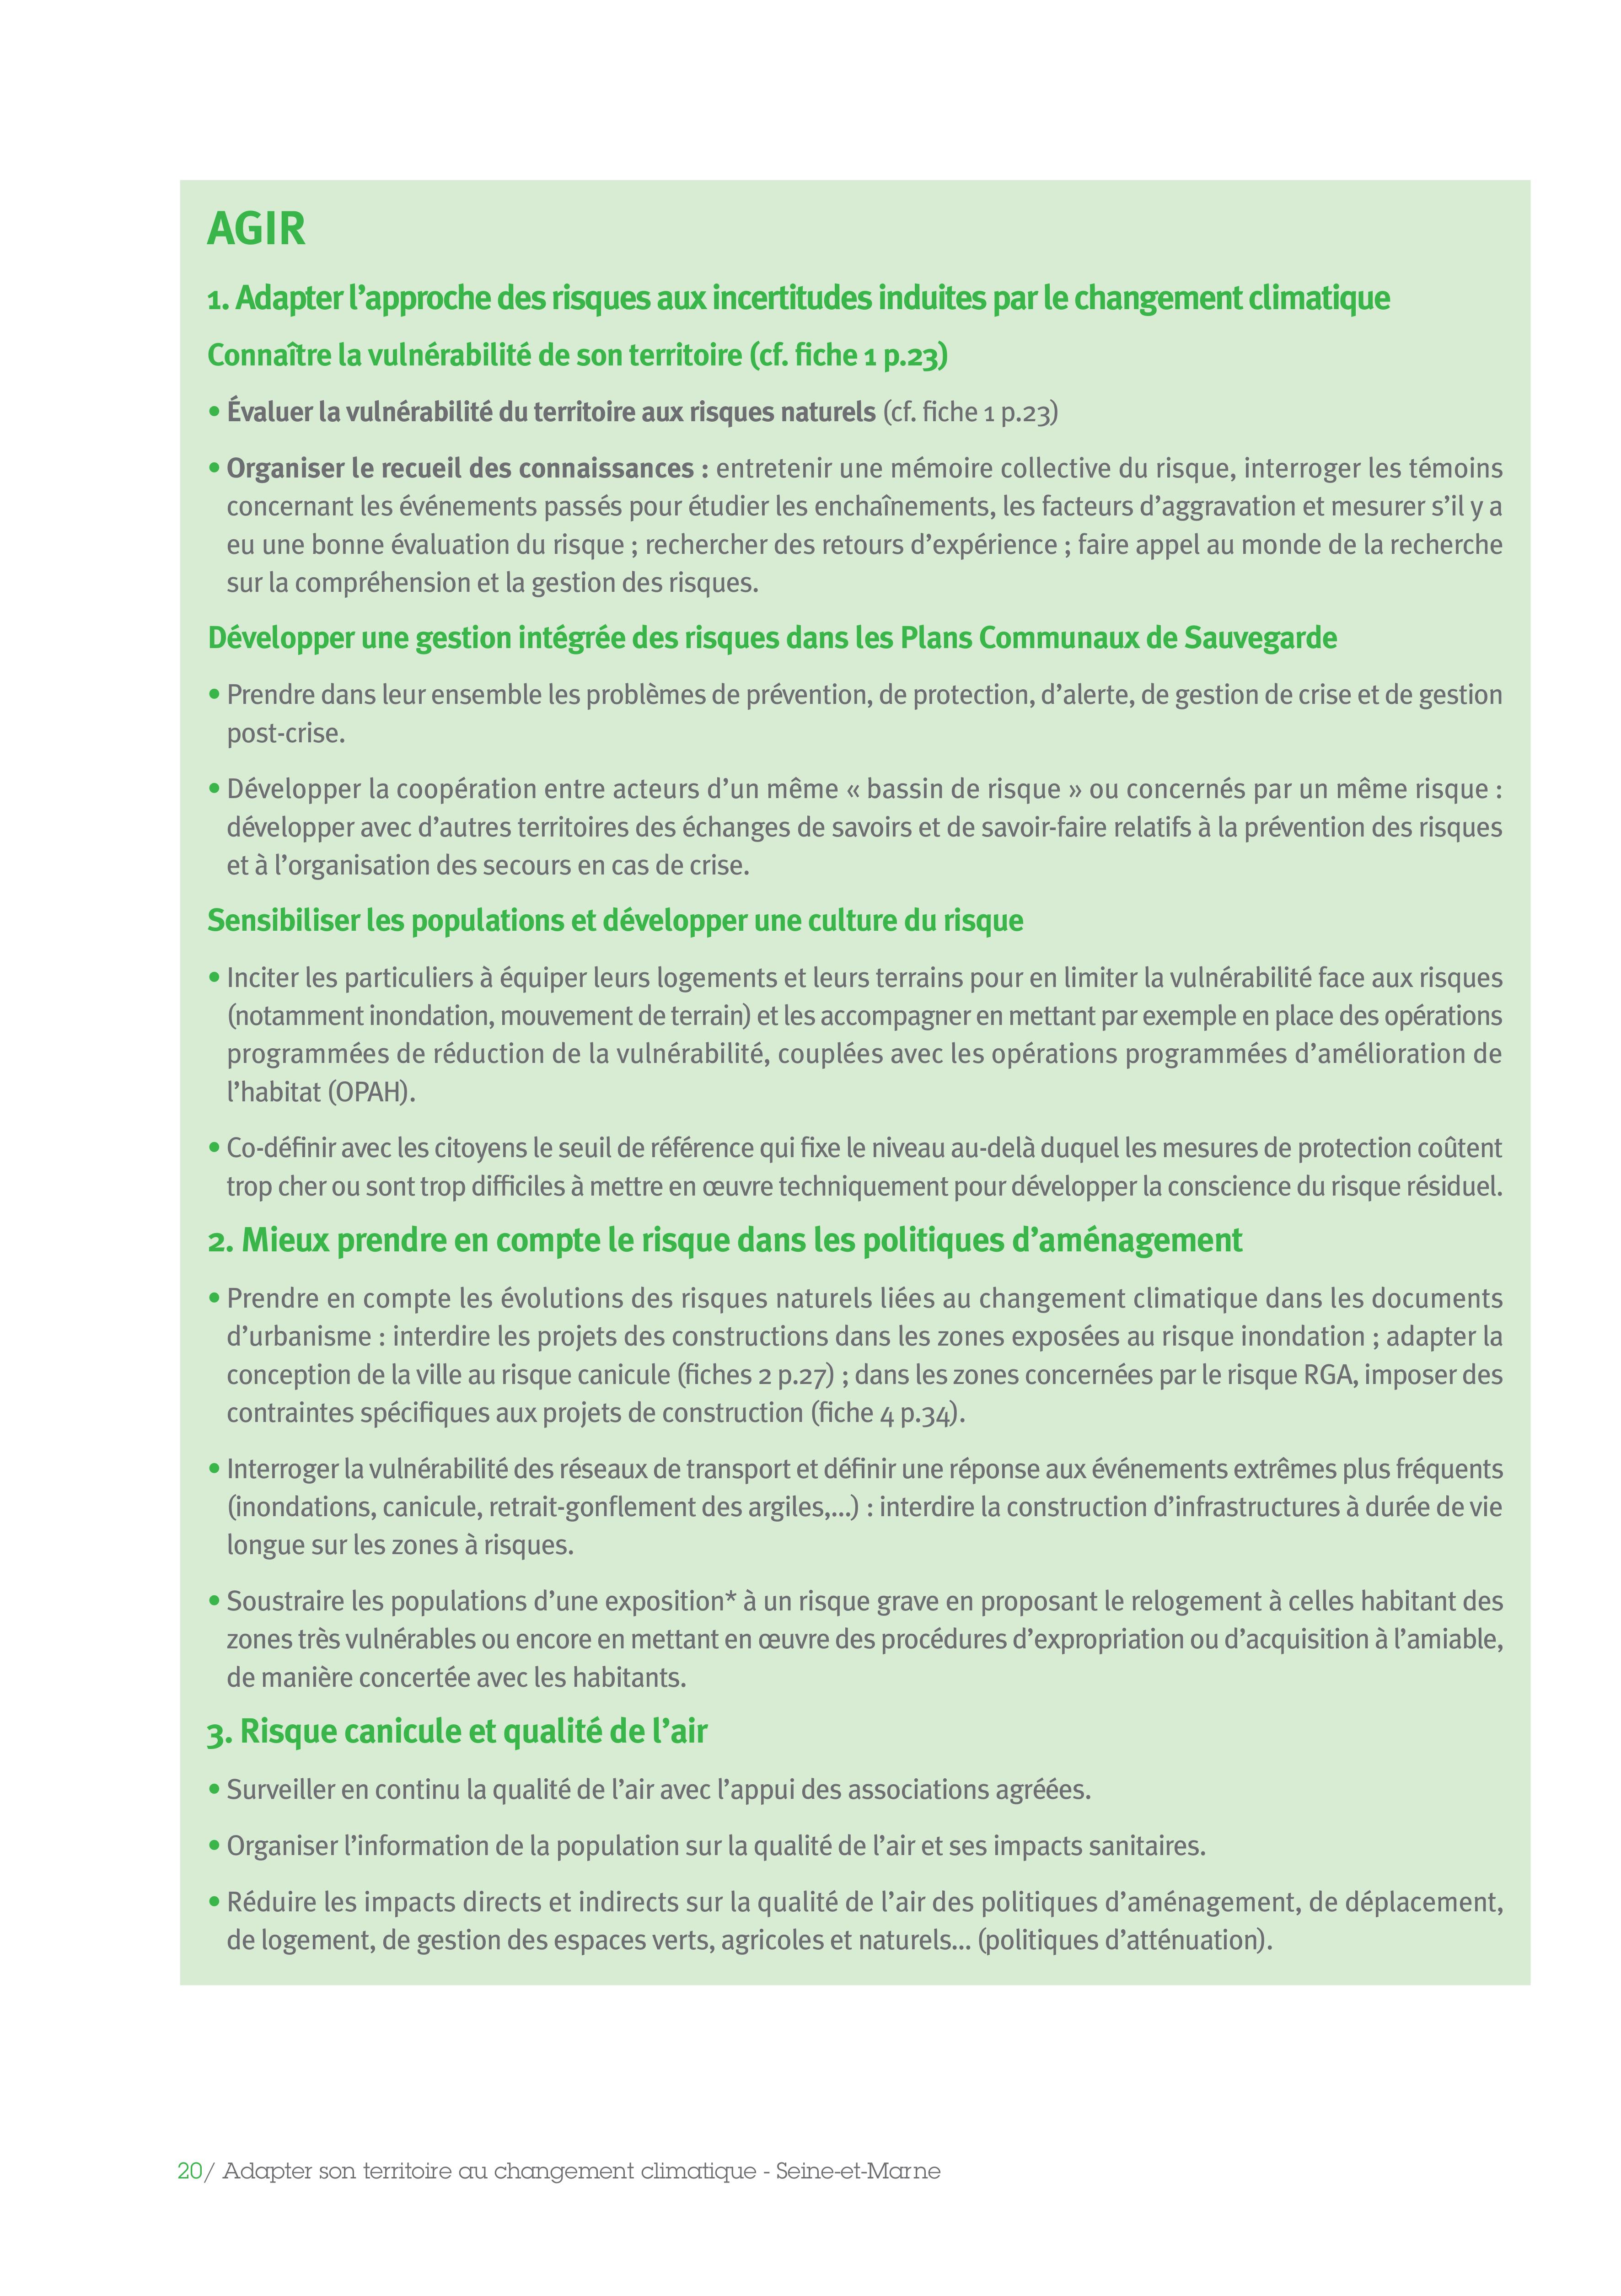 AGIR
1. Adapter l’approche des risques aux incertitudes induites par le changement climatique
Connaître la vulnérabilité de son territoire (cf. fiche 1 p.23)
• Évaluer la vulnérabilité du territoire aux risques naturels (cf. fiche 1 p.23)
• Organiser le recueil des connaissances : entretenir une mémoire collective du risque, interroger les témoins
concernant les événements passés pour étudier les enchaînements, les facteurs d’aggravation et mesurer s’il y a
eu une bonne évaluation du risque ; rechercher des retours d’expérience ; faire appel au monde de la recherche
sur la compréhension et la gestion des risques.
Développer une gestion intégrée des risques dans les Plans Communaux de Sauvegarde
• Prendre dans leur ensemble les problèmes de prévention, de protection, d’alerte, de gestion de crise et de gestion
post-crise.
• Développer la coopération entre acteurs d’un même « bassin de risque » ou concernés par un même risque :
développer avec d’autres territoires des échanges de savoirs et de savoir-faire relatifs à la prévention des risques
et à l’organisation des secours en cas de crise.
Sensibiliser les populations et développer une culture du risque
• Inciter les particuliers à équiper leurs logements et leurs terrains pour en limiter la vulnérabilité face aux risques
(notamment inondation, mouvement de terrain) et les accompagner en mettant par exemple en place des opérations
programmées de réduction de la vulnérabilité, couplées avec les opérations programmées d’amélioration de
l’habitat (OPAH).
• Co-définir avec les citoyens le seuil de référence qui fixe le niveau au-delà duquel les mesures de protection coûtent
trop cher ou sont trop difficiles à mettre en œuvre techniquement pour développer la conscience du risque résiduel.
2. Mieux prendre en compte le risque dans les politiques d’aménagement
• Prendre en compte les évolutions des risques naturels liées au changement climatique dans les documents
d’urbanisme : interdire les projets des constructions dans les zones exposées au risque inondation ; adapter la
conception de la ville au risque canicule (fiches 2 p.27) ; dans les zones concernées par le risque RGA, imposer des
contraintes spécifiques aux projets de construction (fiche 4 p.34).
• Interroger la vulnérabilité des réseaux de transport et définir une réponse aux événements extrêmes plus fréquents
(inondations, canicule, retrait-gonflement des argiles,...) : interdire la construction d’infrastructures à durée de vie
longue sur les zones à risques.
• Soustraire les populations d’une exposition* à un risque grave en proposant le relogement à celles habitant des
zones très vulnérables ou encore en mettant en œuvre des procédures d’expropriation ou d’acquisition à l’amiable,
de manière concertée avec les habitants.
3. Risque canicule et qualité de l’air
• Surveiller en continu la qualité de l’air avec l’appui des associations agréées.
• Organiser l’information de la population sur la qualité de l’air et ses impacts sanitaires.
• Réduire les impacts directs et indirects sur la qualité de l’air des politiques d’aménagement, de déplacement,
de logement, de gestion des espaces verts, agricoles et naturels... (politiques d’atténuation).
20/ Adapter son territoire au changement climatique - Seine-et-Marne